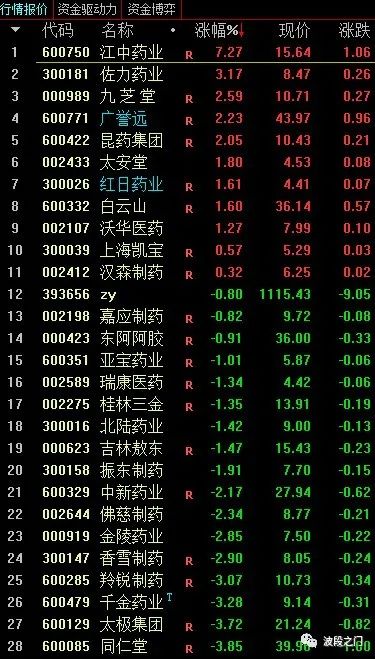 行情报价 资金驱动力 资金博弈
代码 名称 涨幅%↓ 现价 涨跌
1 600750 江中药业 R 7.27 15.64 1.06
2 300181 佐力药业 3.17 8.47 0.26
3 000989 九芝堂 R 2.59 10.71 0.27
4 600771 广誉远 R 2.23 43.97 0.96
5 600422 昆药集团 R 2.05 10.43 0.21
6 002433 太安堂 1.80 4.53 0.08
7 300026 红日药业 R 1.61 4.41 0.07
8 600332 白云山 R 1.60 36.14 0.57
9 002107 沃华医药 1.27 7.99 0.10
10 300039 上海凯宝 R 0.57 5.29 0.03
11 002412 汉森制药 R 0.32 6.25 0.02
12 393656 zy -0.80 1115.43 -9.05
13 002198 嘉应制药 R -0.82 9.72 -0.08
14 000423 东阿阿胶 R -0.91 36.00 -0.33
15 600351 亚宝药业 R -1.01 5.87 -0.06
16 002589 瑞康医药 R -1.34 4.42 -0.06
17 002275 桂林三金 R -1.35 13.91 -0.19
18 300016 北陆药业 -1.42 9.00 -0.13
19 000623 吉林敖东 R -1.47 15.43 -0.23
20 300158 振东制药 -1.91 7.70 -0.15
21 600329 中新药业 R -2.17 27.94 -0.62
22 002644 佛慈制药 -2.34 8.77 -0.21
23 000919 金陵药业 -2.85 7.50 -0.22
24 300147 香雪制药 R -2.90 8.05 -0.24
25 600285 羚锐制药 R -3.07 10.73 -0.34
26 600479 千金药业 T -3.28 9.14 -0.31
27 600129 太极集团 R -3.72 21.24 -0.82
28 600085 同仁堂 R -3.85 39.90 -1.60
波段之门